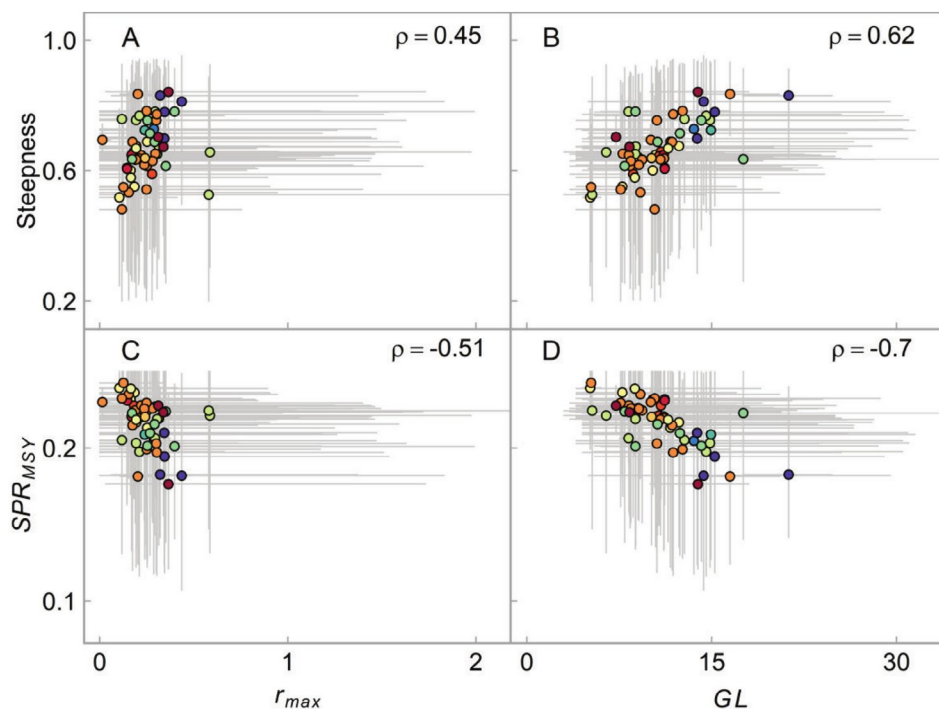 A
ρ = 0.45
B
ρ = 0.62
1.0
0.6
0.2
Steepness
C
ρ = -0.51
D
ρ = -0.7
0.2
0.1
SPR_MSY
0
1
2
0
15
30
r_max
GL